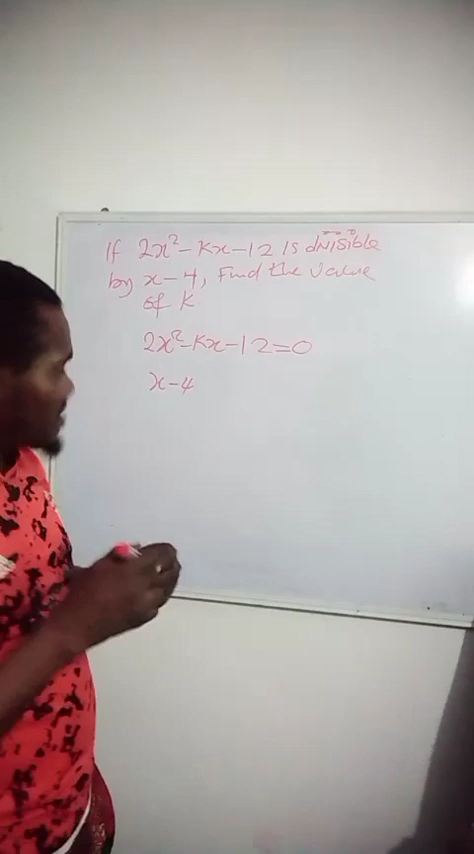 If 2x² - Kx - 12 is divisible
by x - 4, Find the value
of K
2x² - Kx - 12 = 0
x - 4